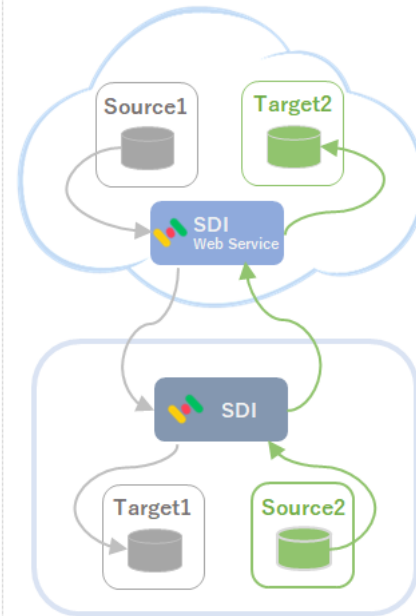 Source1
Target2
SDI
Web Service
SDI
Target1
Source2